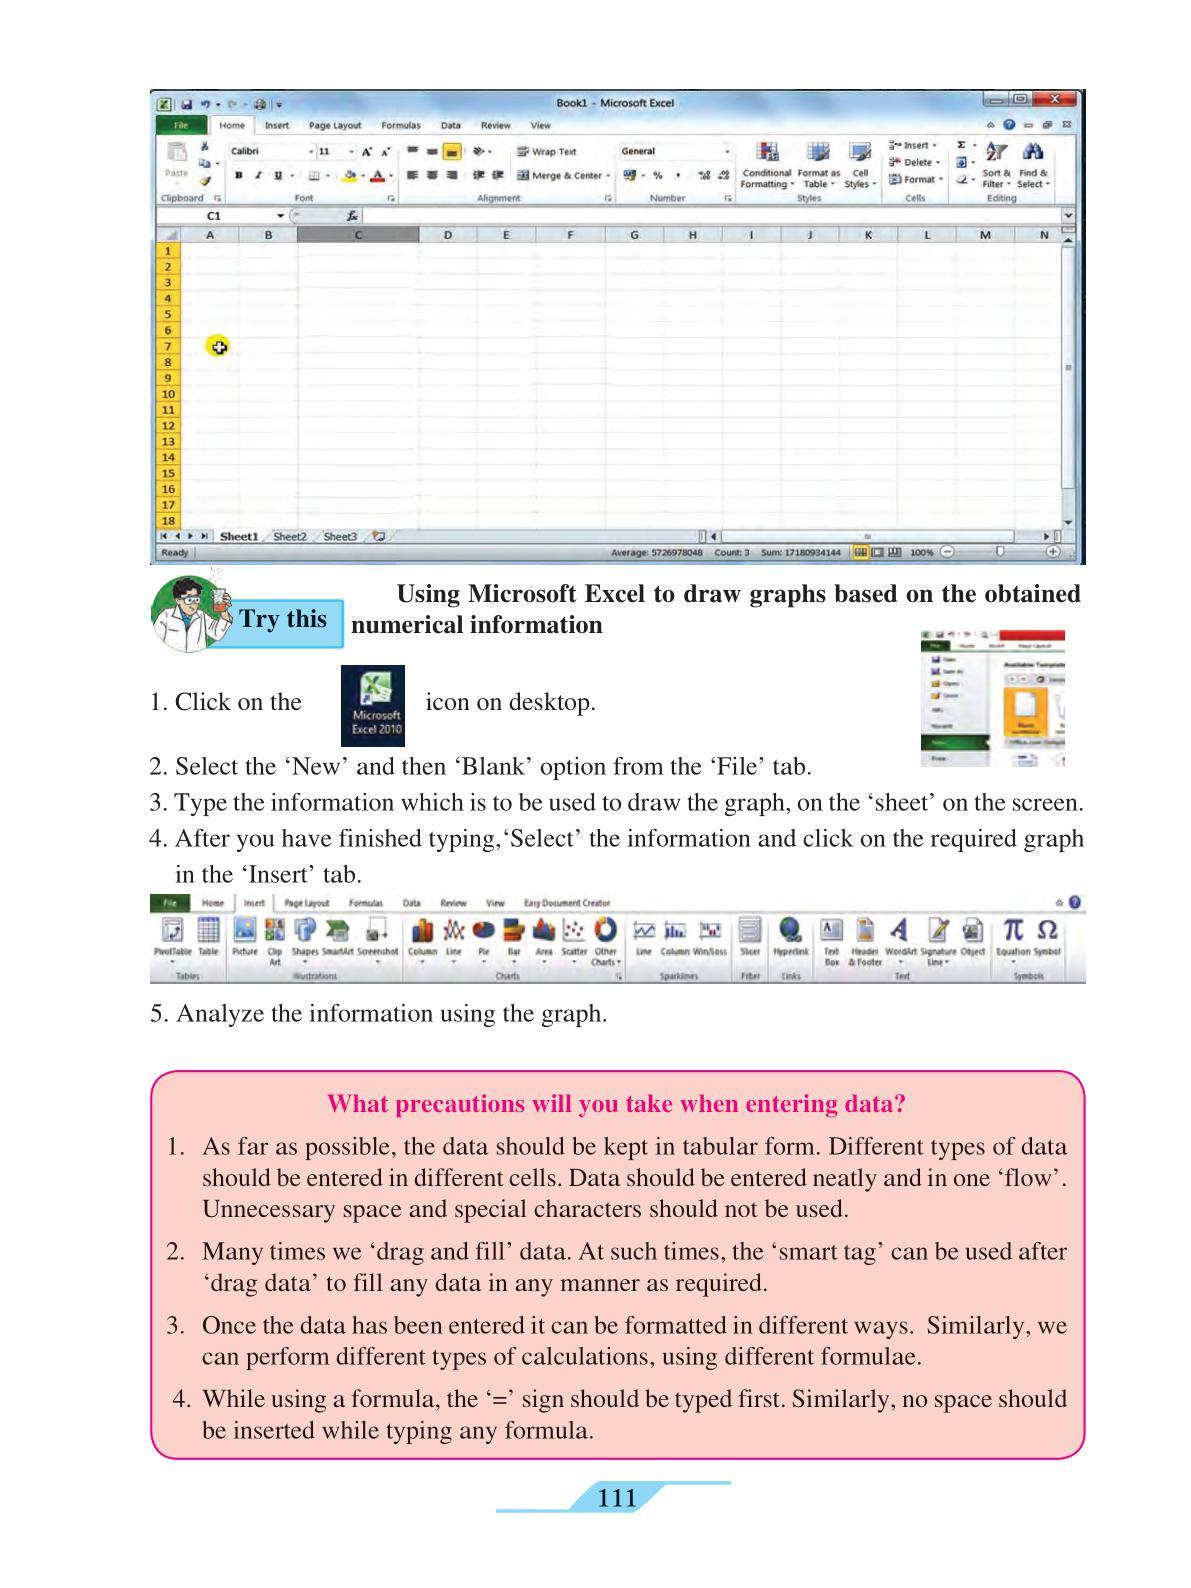 Book1 - Microsoft Excel
File Home Insert Page Layout Formulas Data Review View
Calibri 11 Wrap Text General Insert
Paste Delete
B I U Merge & Center % Conditional Formatting Format as Table Cell Styles Format Sort & Filter Find & Select
Clipboard Font Alignment Number Styles Cells Editing
C1 fx
A B C D E F G H I J K L M N
1
2
3
4
5
6
7
8
9
10
11
12
13
14
15
16
17
18
Sheet1 Sheet2 Sheet3
Ready Average: 5726978048 Count: 3 Sum: 17180934144 100%
Try this
Using Microsoft Excel to draw graphs based on the obtained
numerical information
1. Click on the
Microsoft
Excel 2010
icon on desktop.
2. Select the ‘New’ and then ‘Blank’ option from the ‘File’ tab.
3. Type the information which is to be used to draw the graph, on the ‘sheet’ on the screen.
4. After you have finished typing,‘Select’ the information and click on the required graph
in the ‘Insert’ tab.
File Home Insert Page Layout Formulas Data Review View Easy Document Creator
PivotTable Table Picture Clip Art Shapes SmartArt Screenshot Column Line Pie Bar Area Scatter Other Charts Line Column Win/Loss Slicer Hyperlink Text Box Header & Footer WordArt Signature Line Object Equation Symbol
Tables Illustrations Charts Sparklines Filter Links Text Symbols
5. Analyze the information using the graph.
What precautions will you take when entering data?
1. As far as possible, the data should be kept in tabular form. Different types of data
should be entered in different cells. Data should be entered neatly and in one ‘flow’.
Unnecessary space and special characters should not be used.
2. Many times we ‘drag and fill’ data. At such times, the ‘smart tag’ can be used after
‘drag data’ to fill any data in any manner as required.
3. Once the data has been entered it can be formatted in different ways. Similarly, we
can perform different types of calculations, using different formulae.
4. While using a formula, the ‘=’ sign should be typed first. Similarly, no space should
be inserted while typing any formula.
111